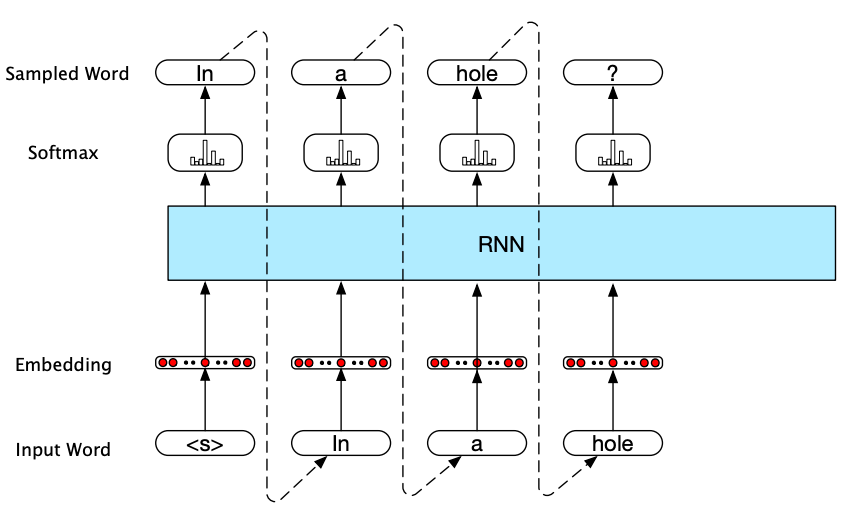 Sampled Word In a hole ?
Softmax
RNN
Embedding
Input Word <s> In a hole